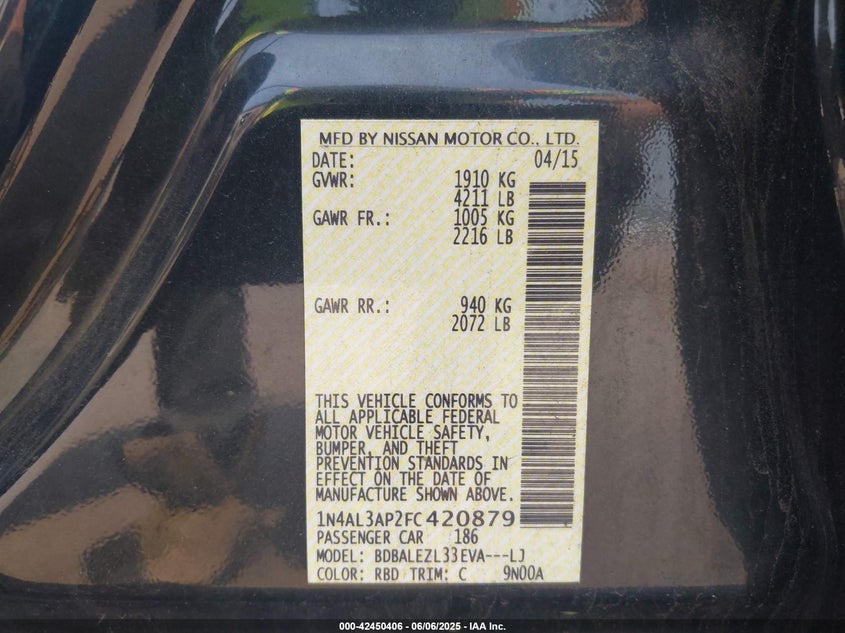 MFD BY NISSAN MOTOR CO., LTD.
DATE: 04/15
GVWR: 1910 KG
4211 LB
GAWR FR.: 1005 KG
2216 LB
GAWR RR.: 940 KG
2072 LB
THIS VEHICLE CONFORMS TO
ALL APPLICABLE FEDERAL
MOTOR VEHICLE SAFETY,
BUMPER, AND THEFT
PREVENTION STANDARDS IN
EFFECT ON THE DATE OF
MANUFACTURE SHOWN ABOVE.
1N4AL3AP2FC420879
PASSENGER CAR 186
MODEL: BDBALEZL33EVA---LJ
COLOR: RBD TRIM: C 9N00A
000-42450406 - 06/06/2025 - IAA Inc.